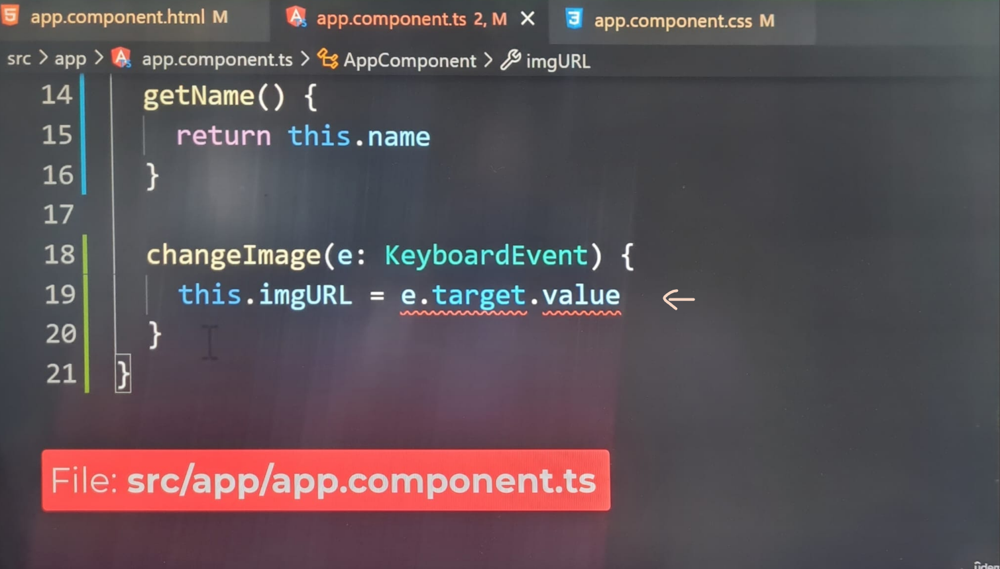 app.component.html M
app.component.ts 2, M
app.component.css M
src > app > app.component.ts > AppComponent > imgURL
14 getName() {
15 return this.name
16 }
17
18 changeImage(e: KeyboardEvent) {
19 this.imgURL = e.target.value
20 }
21 }
File: src/app/app.component.ts